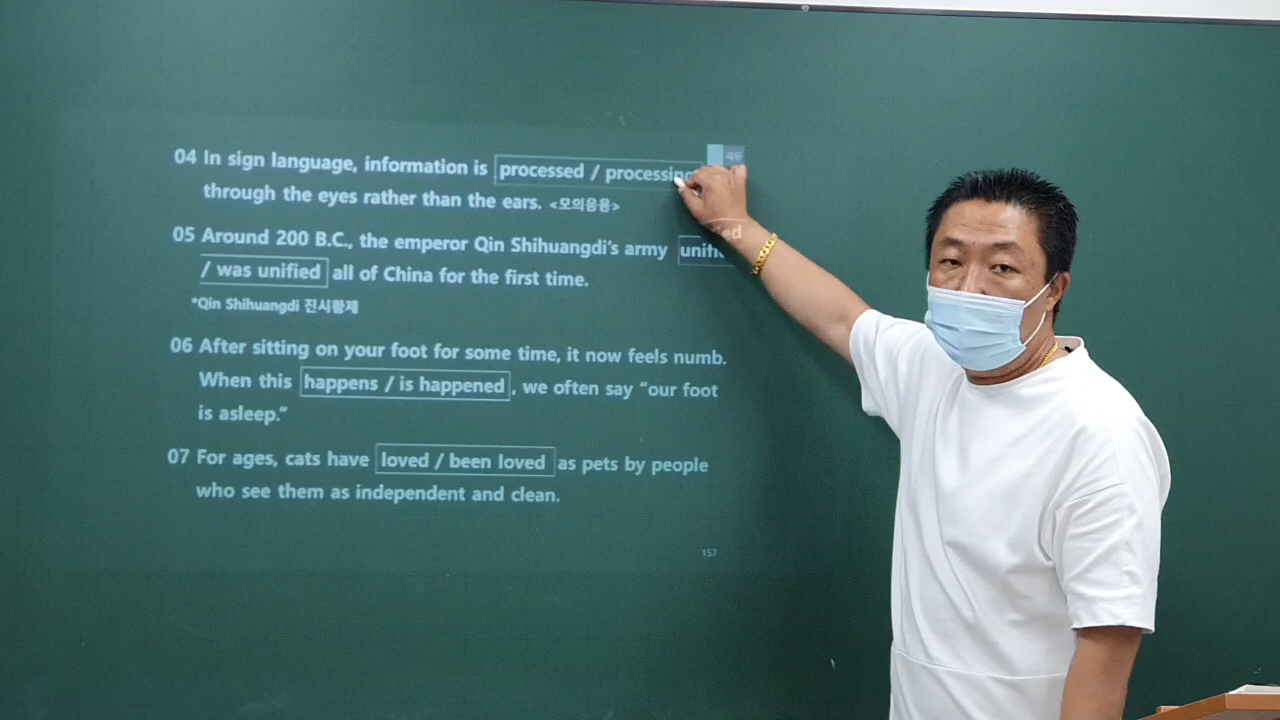 04 In sign language, information is processed / processing
through the eyes rather than the ears. <모의응용>
05 Around 200 B.C., the emperor Qin Shihuangdi's army unified
/ was unified all of China for the first time.
*Qin Shihuangdi 진시황제
06 After sitting on your foot for some time, it now feels numb.
When this happens / is happened, we often say “our foot
is asleep.”
07 For ages, cats have loved / been loved as pets by people
who see them as independent and clean.
157